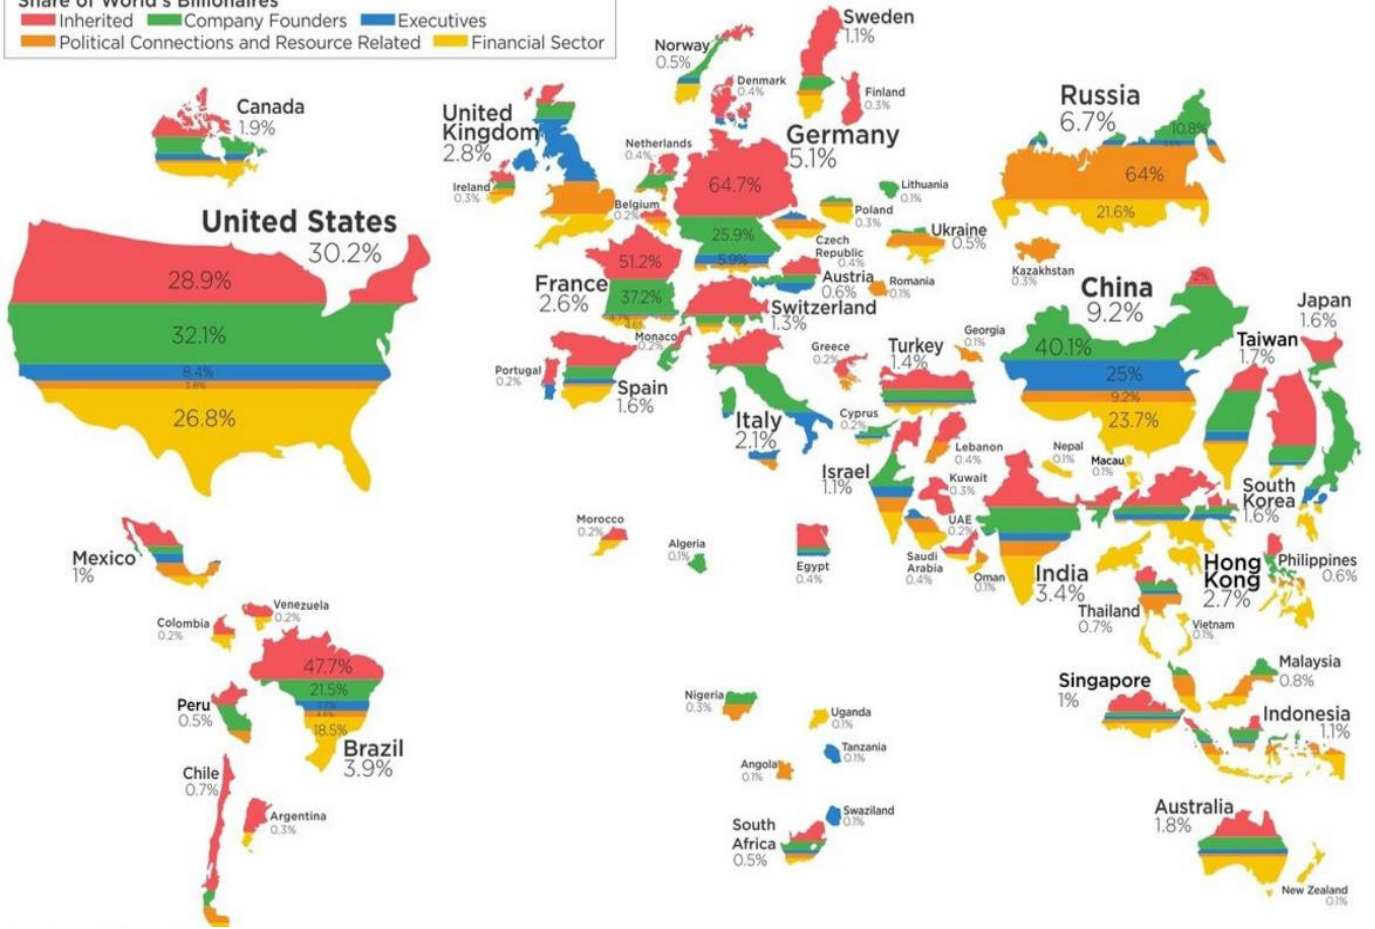 Share of World's Billionaires
Inherited Company Founders Executives
Political Connections and Resource Related Financial Sector
Canada
1.9%
United States
30.2%
28.9%
32.1%
8.4%
3.8%
26.8%
Mexico
1%
Venezuela
0.2%
Colombia
0.2%
47.7%
21.5%
7.7%
4.6%
18.5%
Brazil
3.9%
Peru
0.5%
Chile
0.7%
Argentina
0.3%
Norway
0.5%
Sweden
1.1%
Denmark
0.4%
Finland
0.3%
United
Kingdom
2.8%
Ireland
0.3%
Netherlands
0.4%
Belgium
0.2%
Germany
5.1%
64.7%
25.9%
5.9%
Lithuania
0.1%
Poland
0.3%
Ukraine
0.5%
Czech
Republic
0.4%
France
2.6%
51.2%
37.2%
4.7%
4.6%
Austria
0.6%
Romania
0.1%
Switzerland
1.3%
Monaco
0.2%
Portugal
0.2%
Spain
1.6%
Italy
2.1%
Greece
0.2%
Turkey
1.4%
Georgia
0.1%
Cyprus
0.2%
Israel
1.1%
Lebanon
0.4%
Kuwait
0.3%
UAE
0.2%
Saudi
Arabia
0.4%
Oman
0.1%
Russia
6.7%
10.8%
64%
21.6%
Kazakhstan
0.3%
China
9.2%
2%
40.1%
25%
9.2%
23.7%
Japan
1.6%
Taiwan
1.7%
South
Korea
1.6%
Nepal
0.1%
Macau
0.1%
India
3.4%
Hong
Kong
2.7%
Philippines
0.6%
Thailand
0.7%
Vietnam
0.1%
Malaysia
0.8%
Singapore
1%
Indonesia
1.1%
Australia
1.8%
New Zealand
0.1%
Morocco
0.2%
Algeria
0.1%
Egypt
0.4%
Nigeria
0.3%
Uganda
0.1%
Tanzania
0.1%
Angola
0.1%
Swaziland
0.1%
South
Africa
0.5%